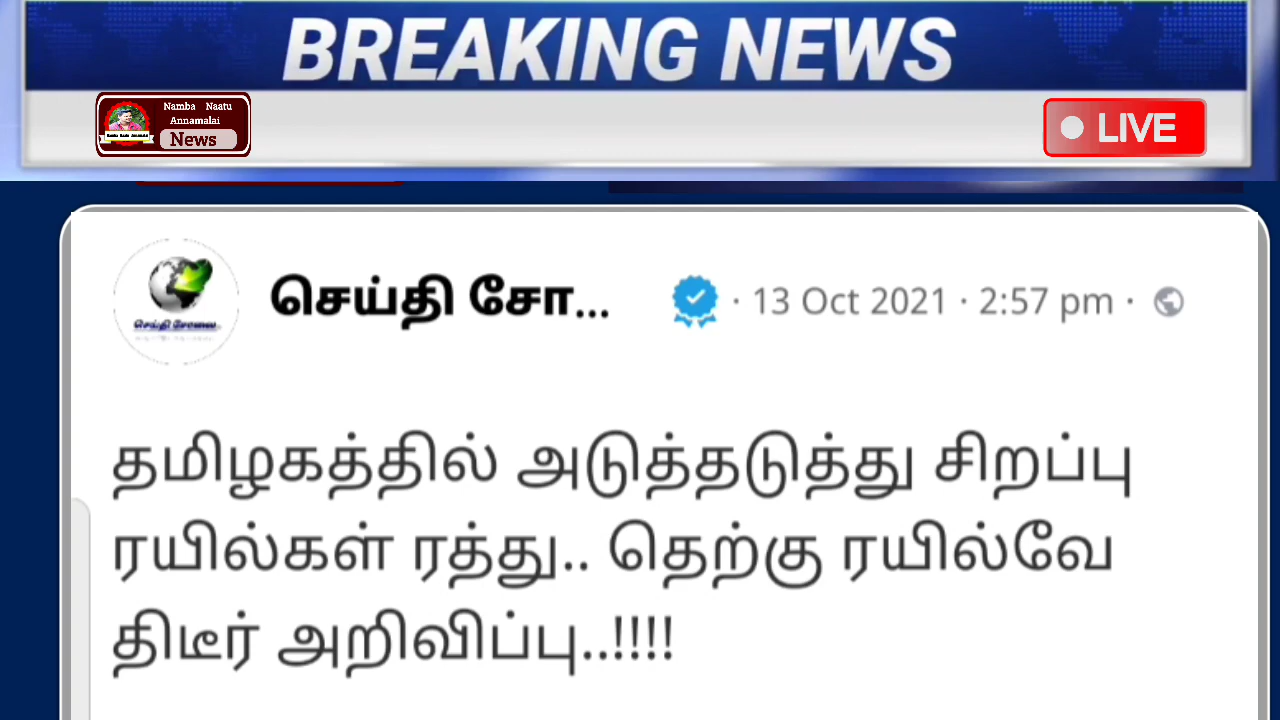 BREAKING NEWS
Namba Naatu
Annamalai
News
LIVE
செய்தி சோ... · 13 Oct 2021 · 2:57 pm ·
செய்தி சோலை
தமிழகத்தில் அடுத்தடுத்து சிறப்பு
ரயில்கள் ரத்து.. தெற்கு ரயில்வே
திடீர் அறிவிப்பு..!!!!